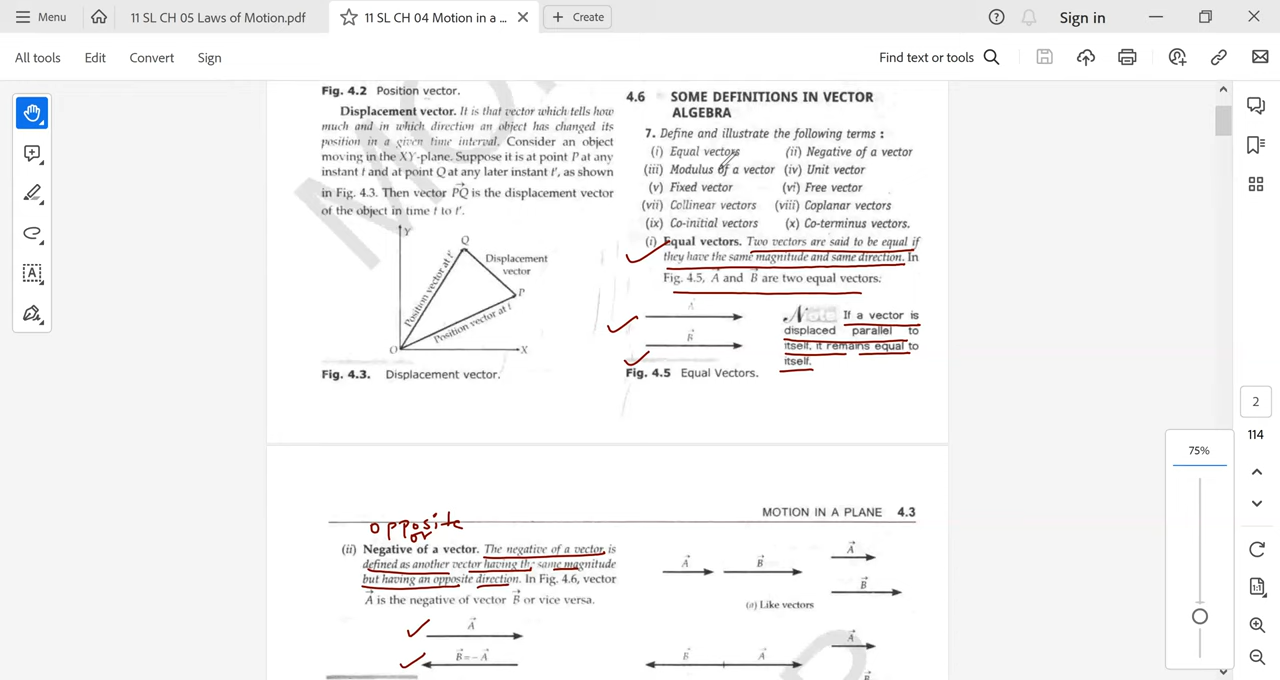 Menu
11 SL CH 05 Laws of Motion.pdf
11 SL CH 04 Motion in a ...
Create
Sign in
All tools Edit Convert Sign
Find text or tools
Fig. 4.2 Position vector.
Displacement vector. It is that vector which tells how
much and in which direction an object has changed its
position in a given time interval. Consider an object
moving in the XY-plane. Suppose it is at point P at any
instant t and at point Q at any later instant t', as shown
in Fig. 4.3. Then vector PQ is the displacement vector
of the object in time t to t'.
Y
Q
Displacement
vector
P
Position vector at t'
Position vector at t
O
X
Fig. 4.3. Displacement vector.
4.6 SOME DEFINITIONS IN VECTOR
ALGEBRA
7. Define and illustrate the following terms :
(i) Equal vectors (ii) Negative of a vector
(iii) Modulus of a vector (iv) Unit vector
(v) Fixed vector (vi) Free vector
(vii) Collinear vectors (viii) Coplanar vectors
(ix) Co-initial vectors (x) Co-terminus vectors.
(i) Equal vectors. Two vectors are said to be equal if
they have the same magnitude and same direction. In
Fig. 4.5, A and B are two equal vectors.
A
B
Fig. 4.5 Equal Vectors.
Note If a vector is
displaced parallel to
itself, it remains equal to
itself.
2
114
75%
MOTION IN A PLANE 4.3
opposite
or
(ii) Negative of a vector. The negative of a vector is
defined as another vector having the same magnitude
but having an opposite direction. In Fig. 4.6, vector
A is the negative of vector B or vice versa.
A
B = – A
A B
A
B
(a) Like vectors
B A
A
B